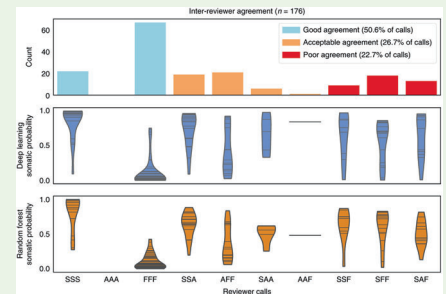 Inter-reviewer agreement (n = 176)
Good agreement (50.6% of calls)
Acceptable agreement (26.7% of calls)
Poor agreement (22.7% of calls)
Count
60
40
20
0
Deep learning
somatic probability
1.0
0.5
0.0
Random forest
somatic probability
1.0
0.5
0.0
SSS AAA FFF SSA AFF SAA AAF SSF SFF SAF
Reviewer calls